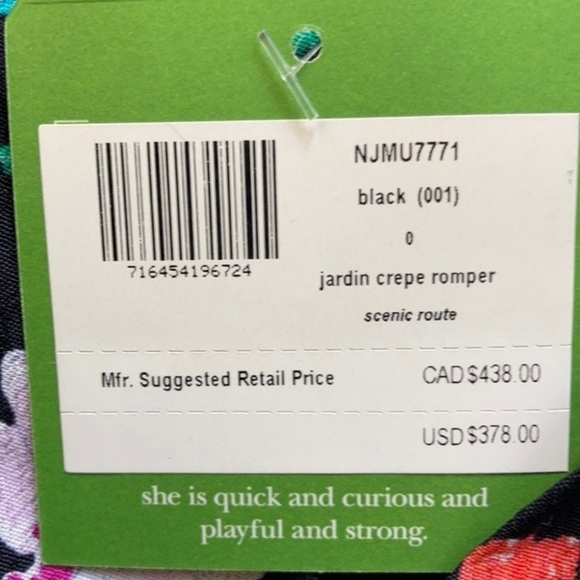 NJMU7771
black (001)
0
716454196724
jardin crepe romper
scenic route
Mfr. Suggested Retail Price
CAD $438.00
USD $378.00
she is quick and curious and
playful and strong.